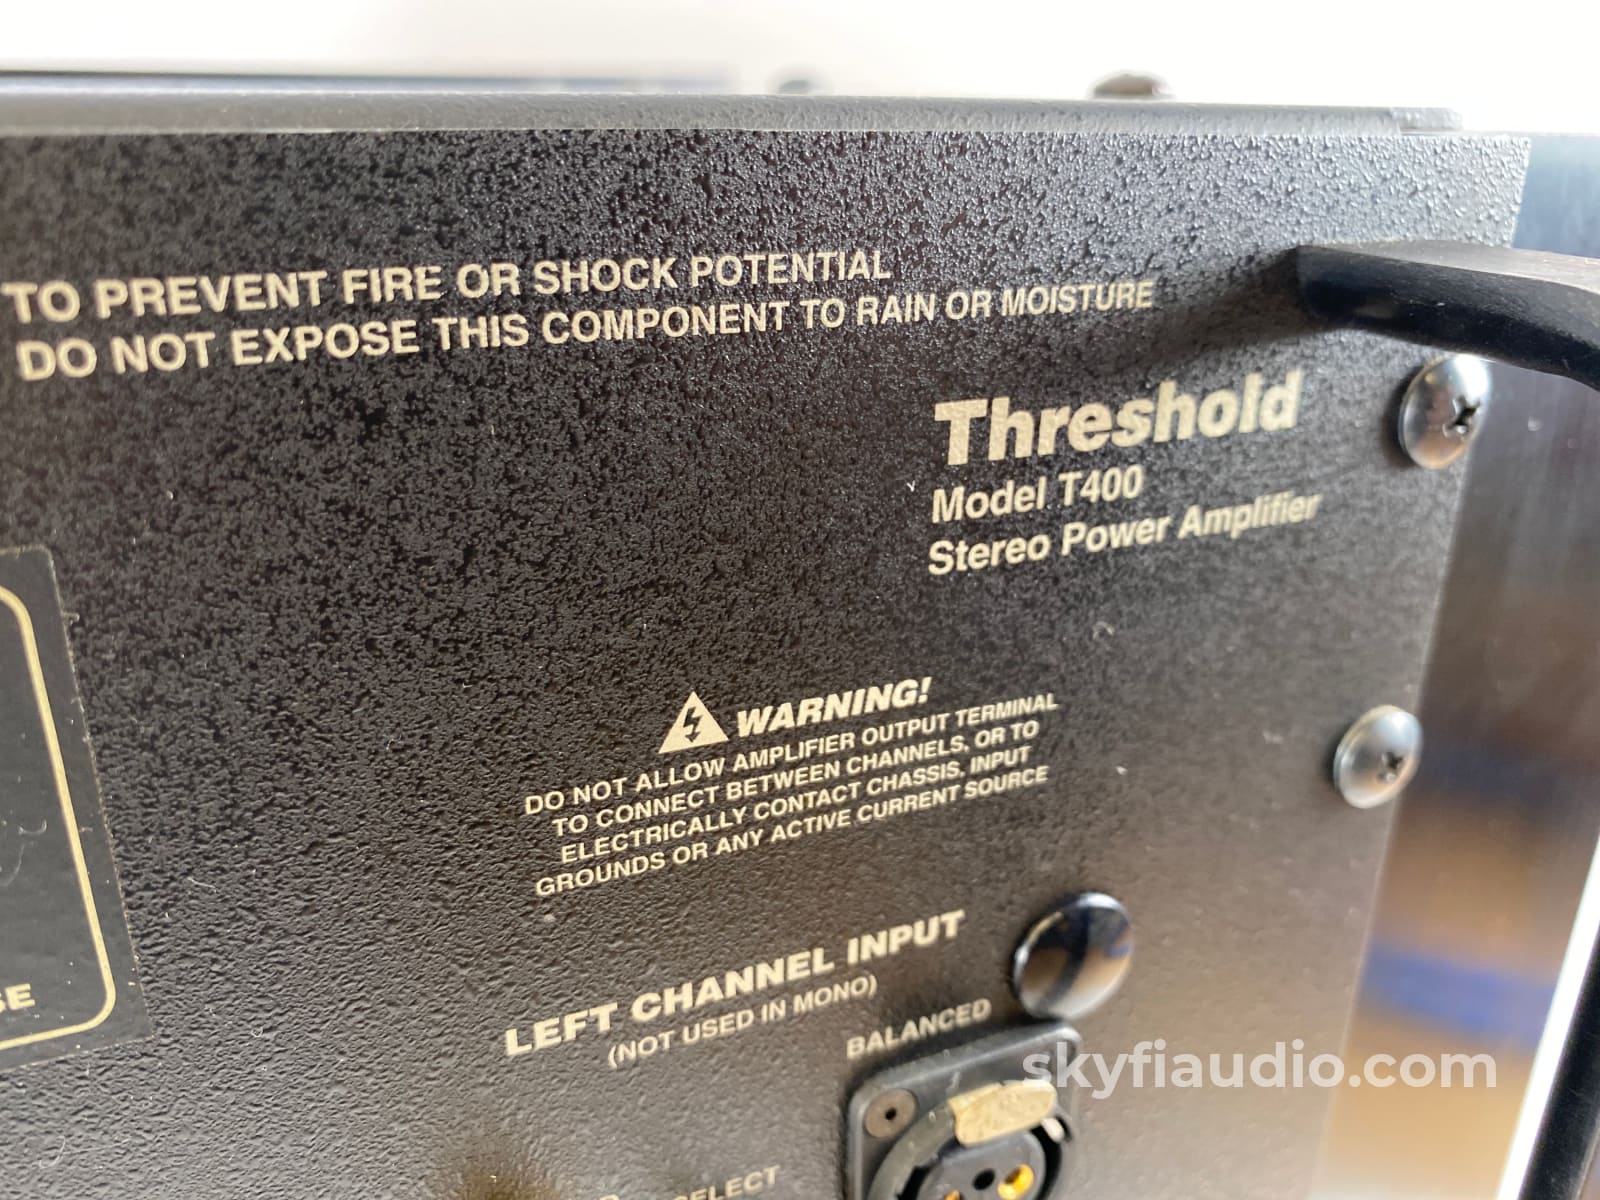 TO PREVENT FIRE OR SHOCK POTENTIAL
DO NOT EXPOSE THIS COMPONENT TO RAIN OR MOISTURE
Threshold
Model T400
Stereo Power Amplifier
WARNING!
DO NOT ALLOW AMPLIFIER OUTPUT TERMINAL
TO CONNECT BETWEEN CHANNELS, OR TO
ELECTRICALLY CONTACT CHASSIS, INPUT
GROUNDS OR ANY ACTIVE CURRENT SOURCE
LEFT CHANNEL INPUT
(NOT USED IN MONO)
BALANCED
skyfiaudio.com
SELECT